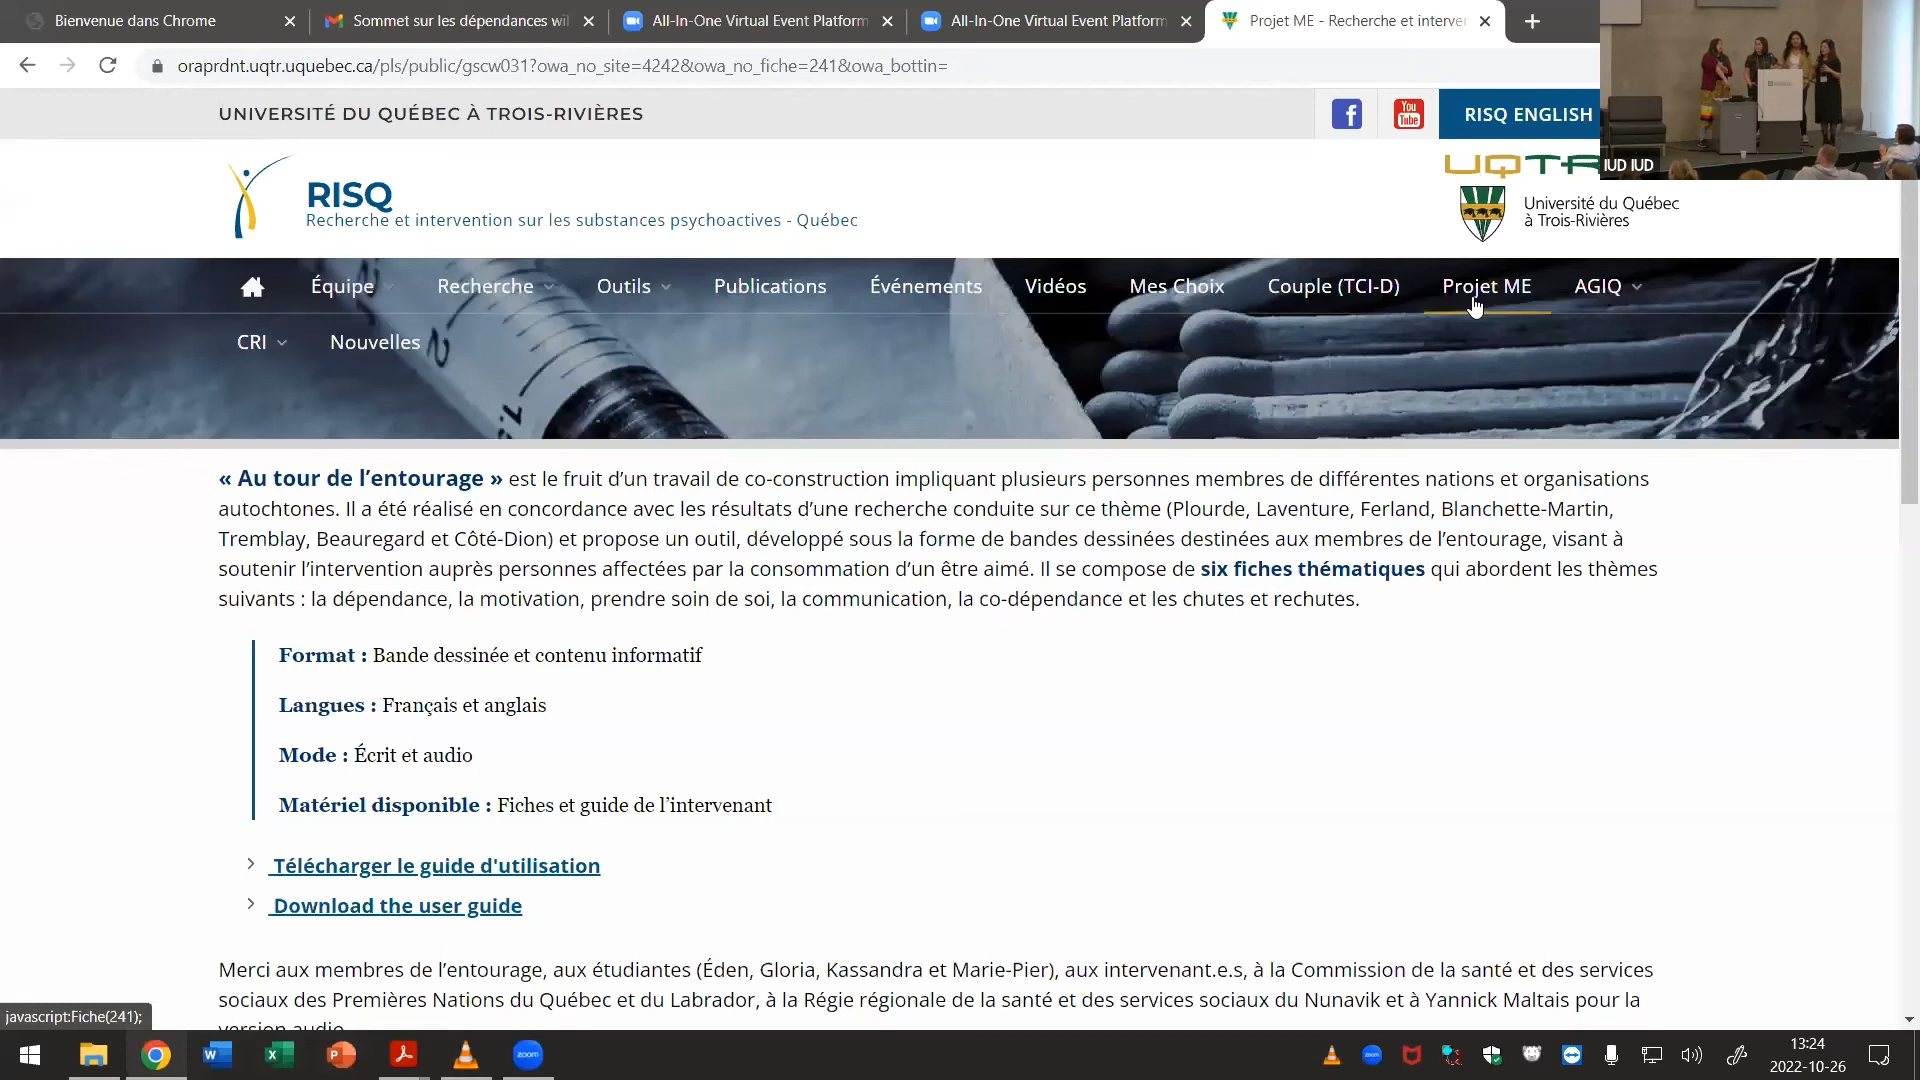 Bienvenue dans Chrome
Sommet sur les dépendances wil
All-In-One Virtual Event Platform
All-In-One Virtual Event Platform
Projet ME - Recherche et interve
oraprdnt.uqtr.uquebec.ca/pls/public/gscw031?owa_no_site=4242&owa_no_fiche=241&owa_bottin=
UNIVERSITÉ DU QUÉBEC À TROIS-RIVIÈRES
You
Tube
RISQ ENGLISH
IUD IUD
UQTR
RISQ
Recherche et intervention sur les substances psychoactives - Québec
Université du Québec
à Trois-Rivières
Équipe
Recherche
Outils
Publications
Événements
Vidéos
Mes Choix
Couple (TCI-D)
Projet ME
AGIQ
CRI
Nouvelles
« Au tour de l’entourage » est le fruit d’un travail de co-construction impliquant plusieurs personnes membres de différentes nations et organisations
autochtones. Il a été réalisé en concordance avec les résultats d’une recherche conduite sur ce thème (Plourde, Laventure, Ferland, Blanchette-Martin,
Tremblay, Beauregard et Côté-Dion) et propose un outil, développé sous la forme de bandes dessinées destinées aux membres de l’entourage, visant à
soutenir l’intervention auprès personnes affectées par la consommation d’un être aimé. Il se compose de six fiches thématiques qui abordent les thèmes
suivants : la dépendance, la motivation, prendre soin de soi, la communication, la co-dépendance et les chutes et rechutes.
Format : Bande dessinée et contenu informatif
Langues : Français et anglais
Mode : Écrit et audio
Matériel disponible : Fiches et guide de l’intervenant
Télécharger le guide d'utilisation
Download the user guide
Merci aux membres de l’entourage, aux étudiantes (Éden, Gloria, Kassandra et Marie-Pier), aux intervenant.e.s, à la Commission de la santé et des services
sociaux des Premières Nations du Québec et du Labrador, à la Régie régionale de la santé et des services sociaux du Nunavik et à Yannick Maltais pour la
version audio.
javascript:Fiche(241);
zoom
13:24
2022-10-26